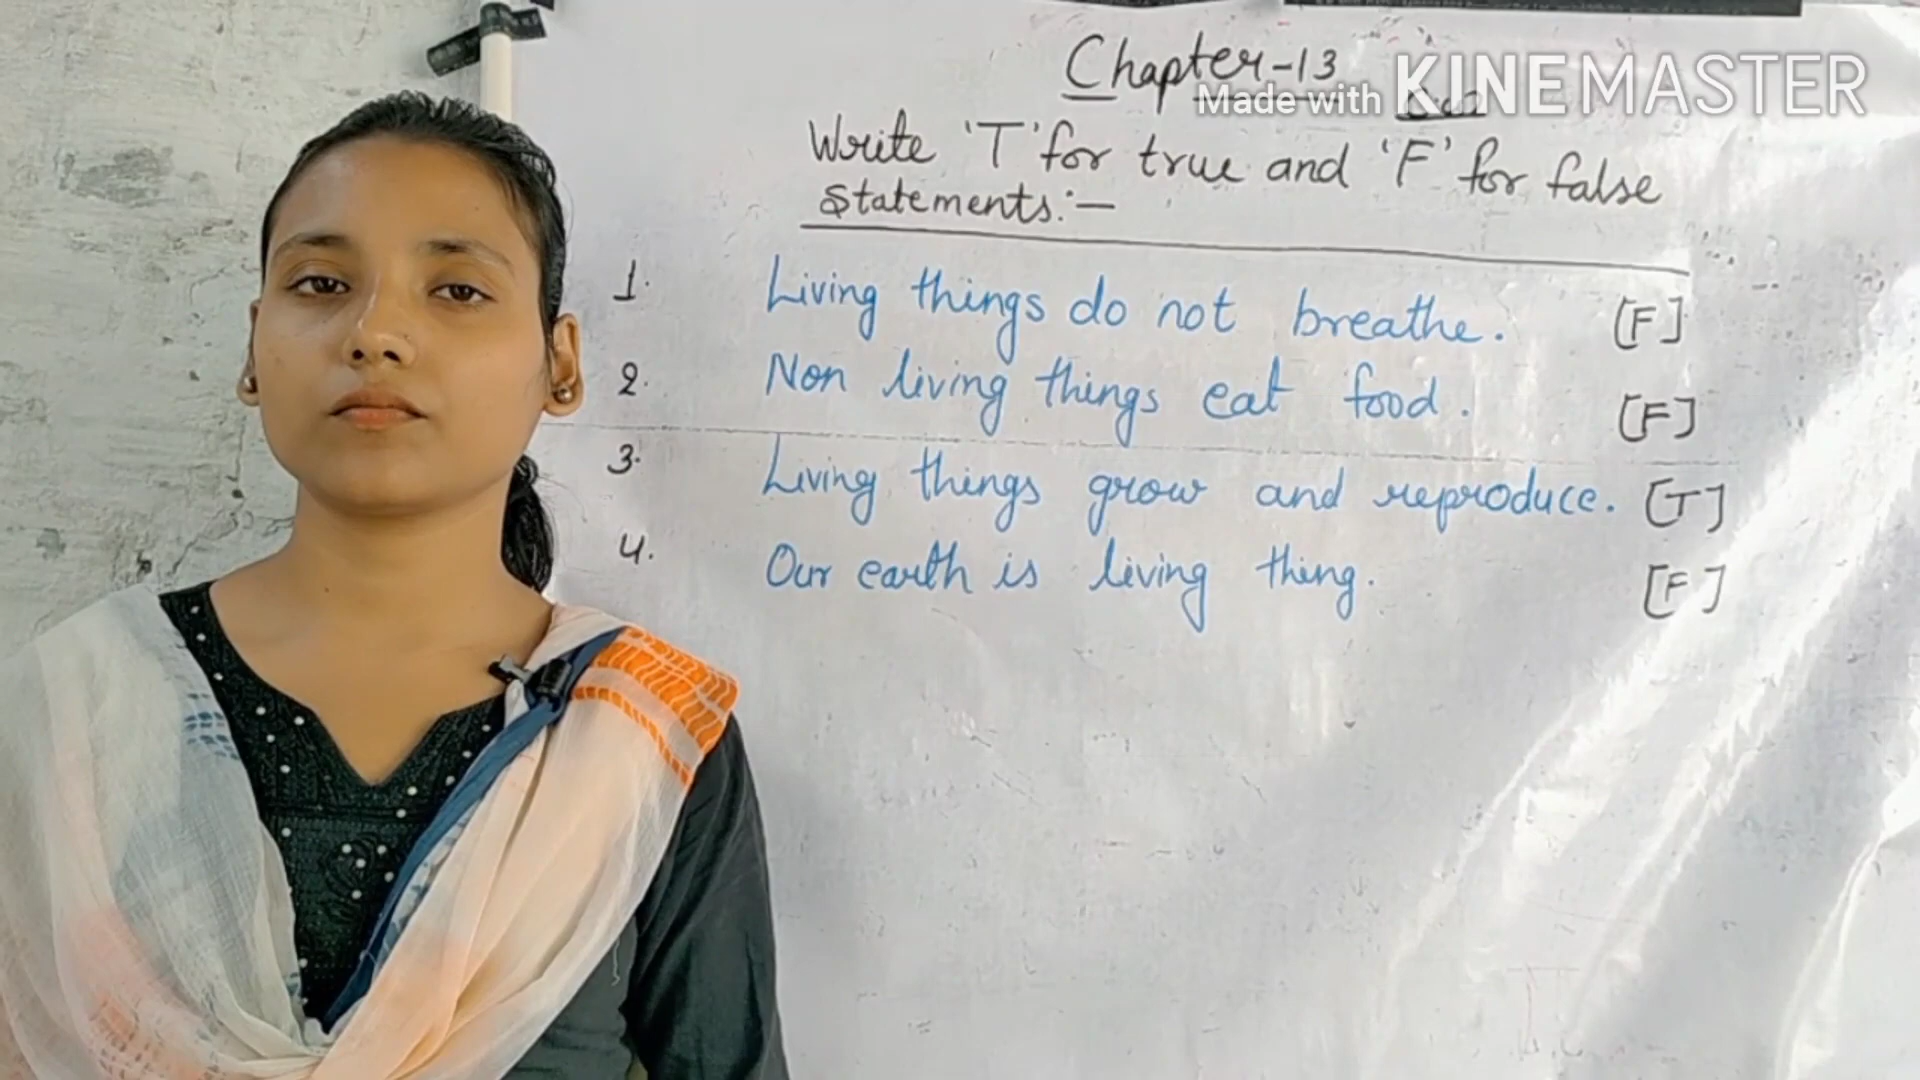 Chapter-13
Made with KINEMASTER
Write 'T' for true and 'F' for false
Statements:-
1. Living things do not breathe. [F]
2. Non living things eat food. [F]
3. Living things grow and reproduce. [T]
4. Our earth is living thing. [F]